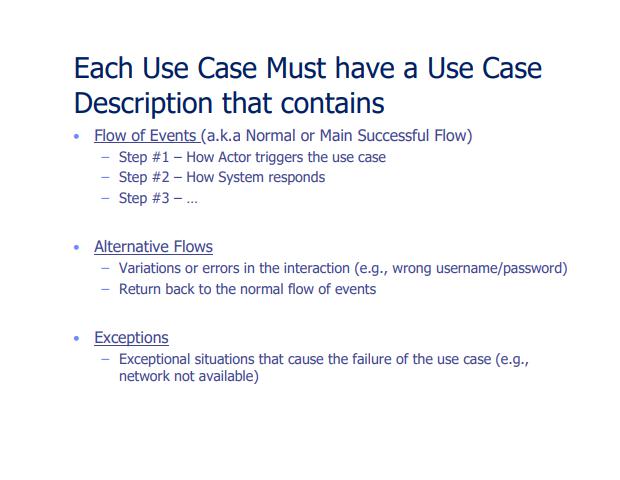 Each Use Case Must have a Use Case
Description that contains
• Flow of Events (a.k.a Normal or Main Successful Flow)
– Step #1 – How Actor triggers the use case
– Step #2 – How System responds
– Step #3 – …
• Alternative Flows
– Variations or errors in the interaction (e.g., wrong username/password)
– Return back to the normal flow of events
• Exceptions
– Exceptional situations that cause the failure of the use case (e.g.,
network not available)